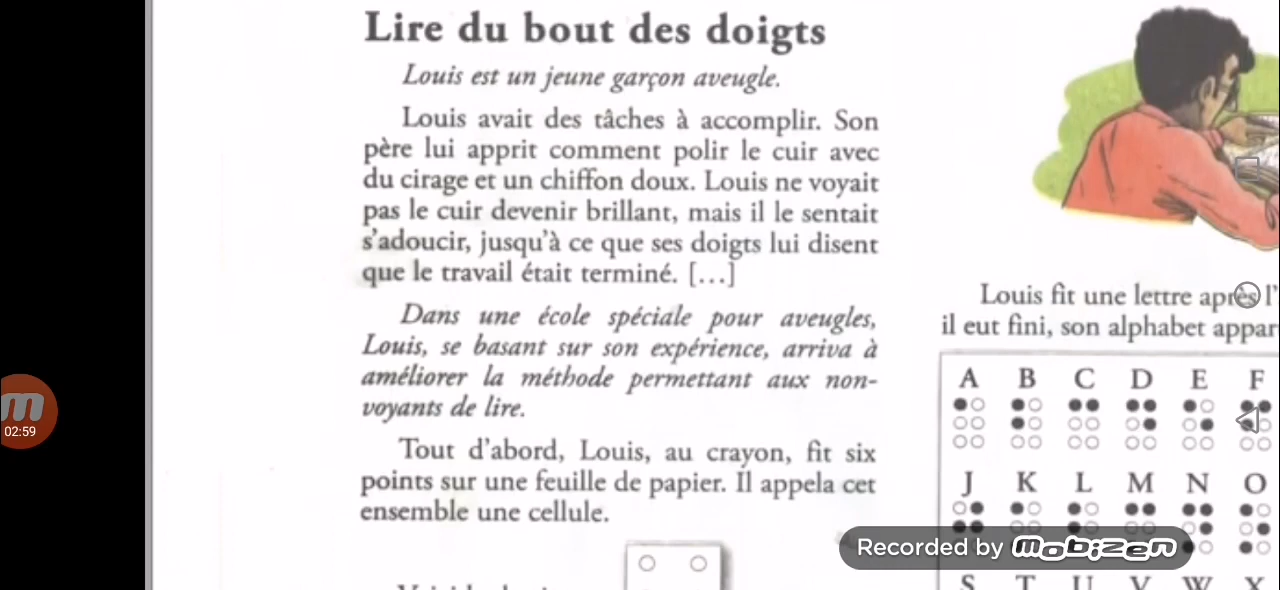 Lire du bout des doigts
Louis est un jeune garçon aveugle.
Louis avait des tâches à accomplir. Son
père lui apprit comment polir le cuir avec
du cirage et un chiffon doux. Louis ne voyait
pas le cuir devenir brillant, mais il le sentait
s'adoucir, jusqu'à ce que ses doigts lui disent
que le travail était terminé. [...]
Dans une école spéciale pour aveugles,
Louis, se basant sur son expérience, arriva à
améliorer la méthode permettant aux non-
voyants de lire.
Tout d'abord, Louis, au crayon, fit six
points sur une feuille de papier. Il appela cet
ensemble une cellule.
Louis fit une lettre après l'
il eut fini, son alphabet
A B C D E F
J K L M N O
S T U V W X
02:59
Recorded by mobizen